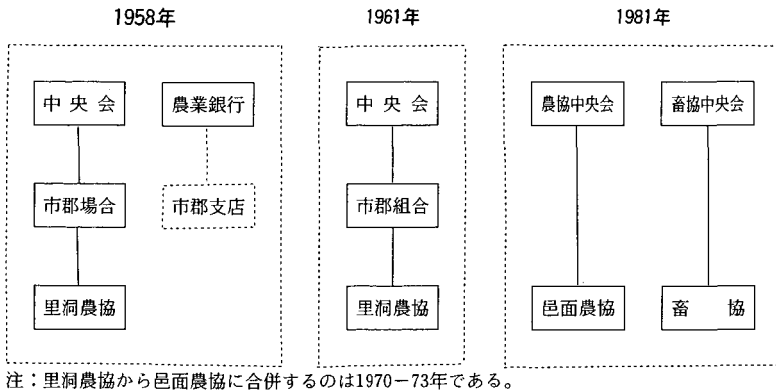 1958年 1961年 1981年
中央会 農業銀行 中央会 農協中央会 畜協中央会
市郡場合 市郡支店 市郡組合
里洞農協 里洞農協 邑面農協 畜 協
注：里洞農協から邑面農協に合併するのは1970－73年である。